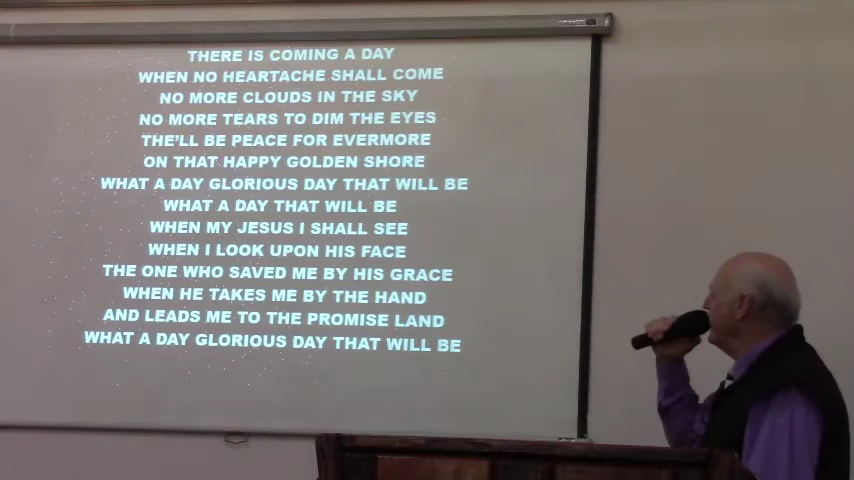 THERE IS COMING A DAY
WHEN NO HEARTACHE SHALL COME
NO MORE CLOUDS IN THE SKY
NO MORE TEARS TO DIM THE EYES
THE'LL BE PEACE FOR EVERMORE
ON THAT HAPPY GOLDEN SHORE
WHAT A DAY GLORIOUS DAY THAT WILL BE
WHAT A DAY THAT WILL BE
WHEN MY JESUS I SHALL SEE
WHEN I LOOK UPON HIS FACE
THE ONE WHO SAVED ME BY HIS GRACE
WHEN HE TAKES ME BY THE HAND
AND LEADS ME TO THE PROMISE LAND
WHAT A DAY GLORIOUS DAY THAT WILL BE